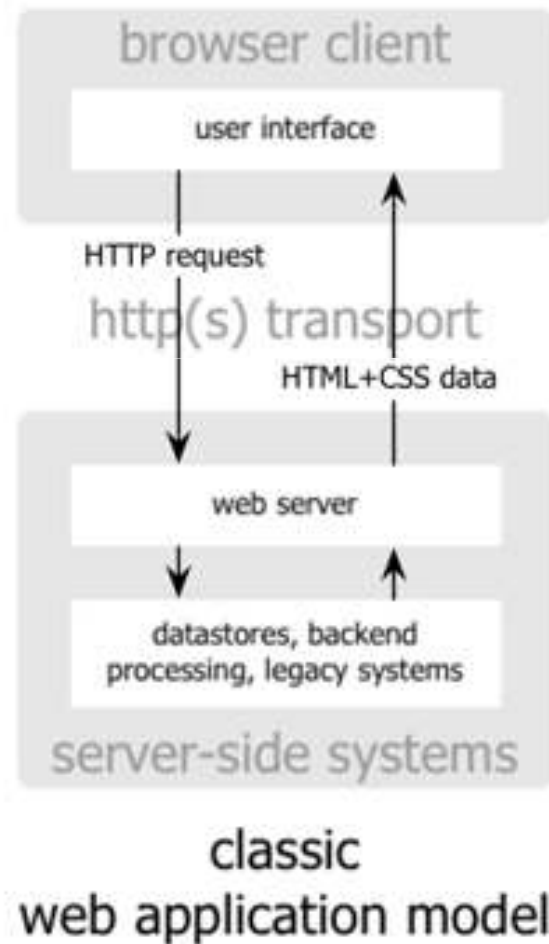 browser client
user interface
HTTP request
http(s) transport
HTML+CSS data
web server
datastores, backend
processing, legacy systems
server-side systems
classic
web application model